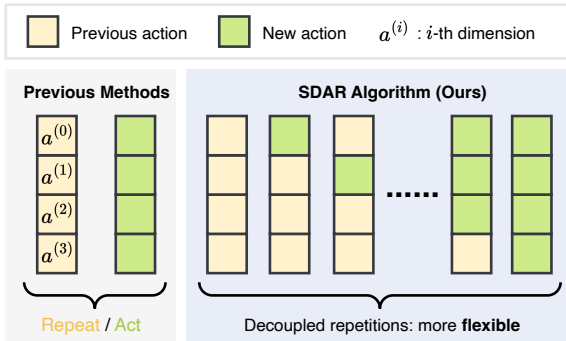 Previous action New action a^(i) : i-th dimension
Previous Methods
SDAR Algorithm (Ours)
a^(0)
a^(1)
a^(2)
a^(3)
......
Repeat / Act
Decoupled repetitions: more flexible